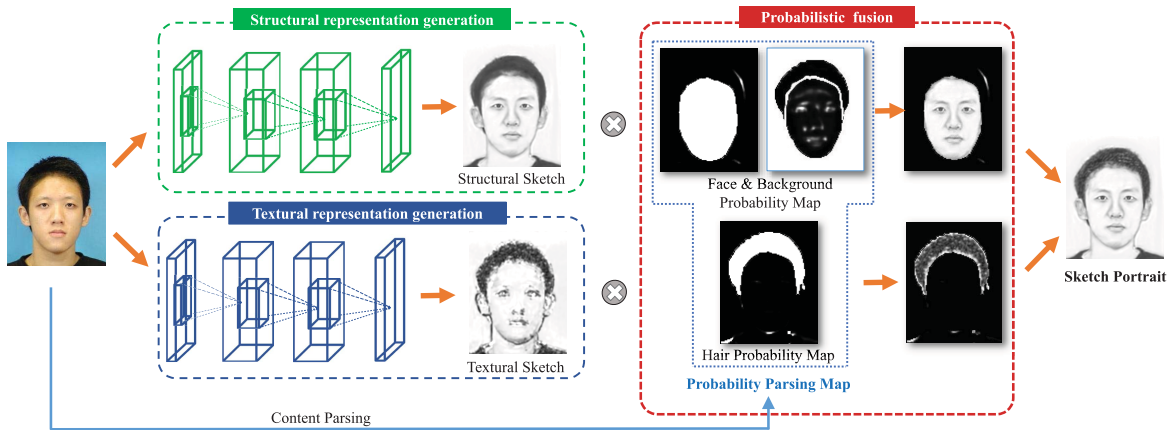 Structural representation generation
Structural Sketch
Textural representation generation
Textural Sketch
Probabilistic fusion
Face & Background
Probability Map
Hair Probability Map
Probability Parsing Map
Sketch Portrait
Content Parsing